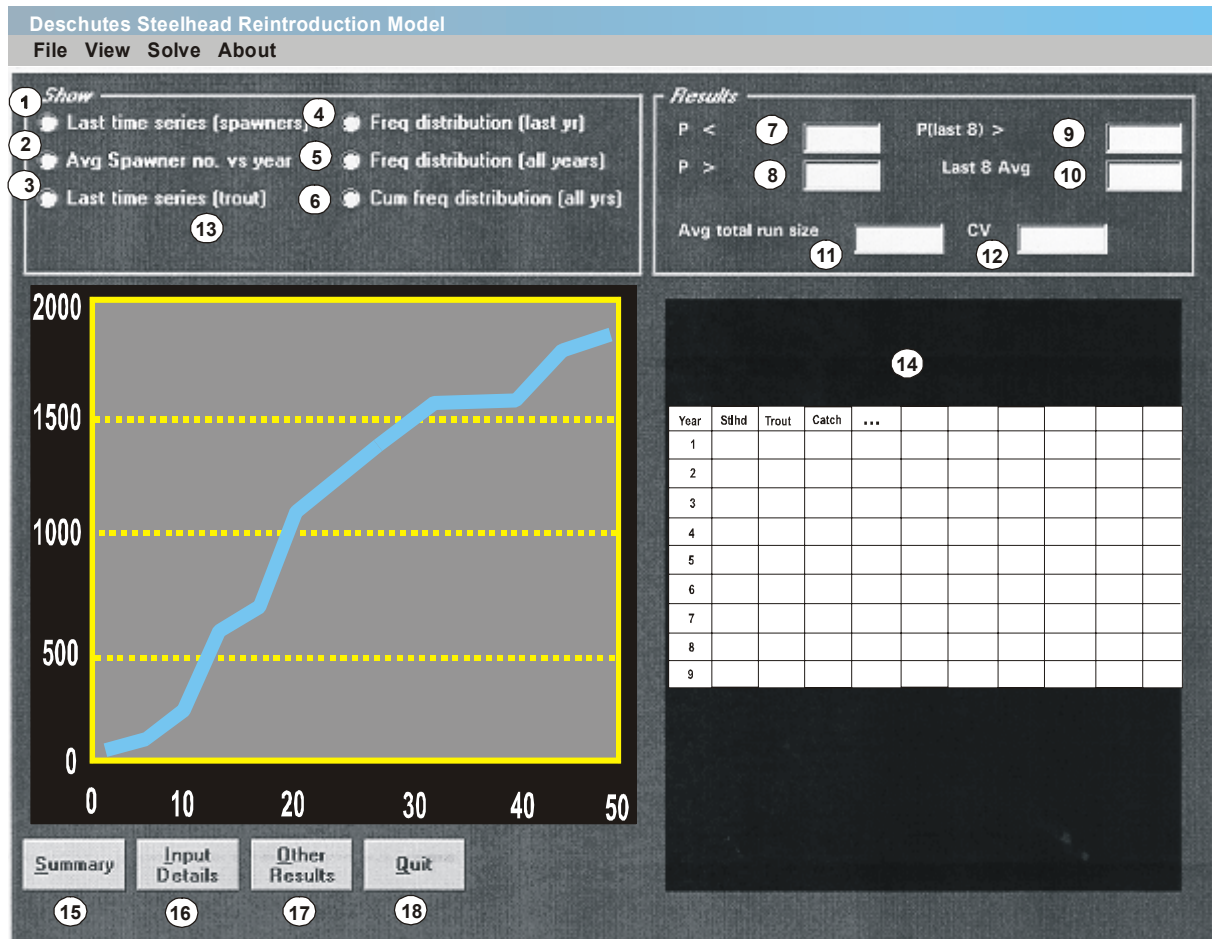 Deschutes Steelhead Reintroduction Model
File View Solve About
Show
1 Last time series (spawners)
2 Avg Spawner no. vs year
3 Last time series (trout)
4 Freq distribution (last yr)
5 Freq distribution (all years)
6 Cum freq distribution (all yrs)
13
Results
P < 7
P(last 8) > 9
P > 8
Last 8 Avg 10
Avg total run size 11
CV 12
2000
1500
1000
500
0
0 10 20 30 40 50
14
Year Stlhd Trout Catch ...
1
2
3
4
5
6
7
8
9
Summary
Input Details
Other Results
Quit
15 16 17 18